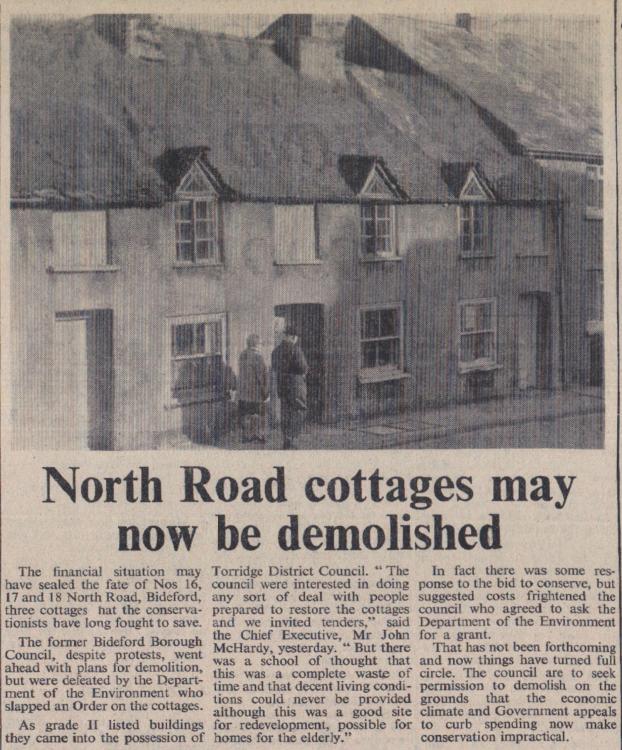 North Road cottages may
now be demolished
The financial situation may
have sealed the fate of Nos 16,
17 and 18 North Road, Bideford,
three cottages hat the conserva-
tionists have long fought to save.
The former Bideford Borough
Council, despite protests, went
ahead with plans for demolition,
but were defeated by the Depart-
ment of the Environment who
slapped an Order on the cottages.
As grade II listed buildings
they came into the possession of
Torridge District Council. “ The
council were interested in doing
any sort of deal with people
prepared to restore the cottages
and we invited tenders,” said
the Chief Executive, Mr John
McHardy, yesterday. “ But there
was a school of thought that
this was a complete waste of
time and that decent living condi-
tions could never be provided
although this was a good site
for redevelopment, possible for
homes for the elderly.”
In fact there was some res-
ponse to the bid to conserve, but
suggested costs frightened the
council who agreed to ask the
Department of the Environment
for a grant.
That has not been forthcoming
and now things have turned full
circle. The council are to seek
permission to demolish on the
grounds that the economic
climate and Government appeals
to curb spending now make
conservation impractical.